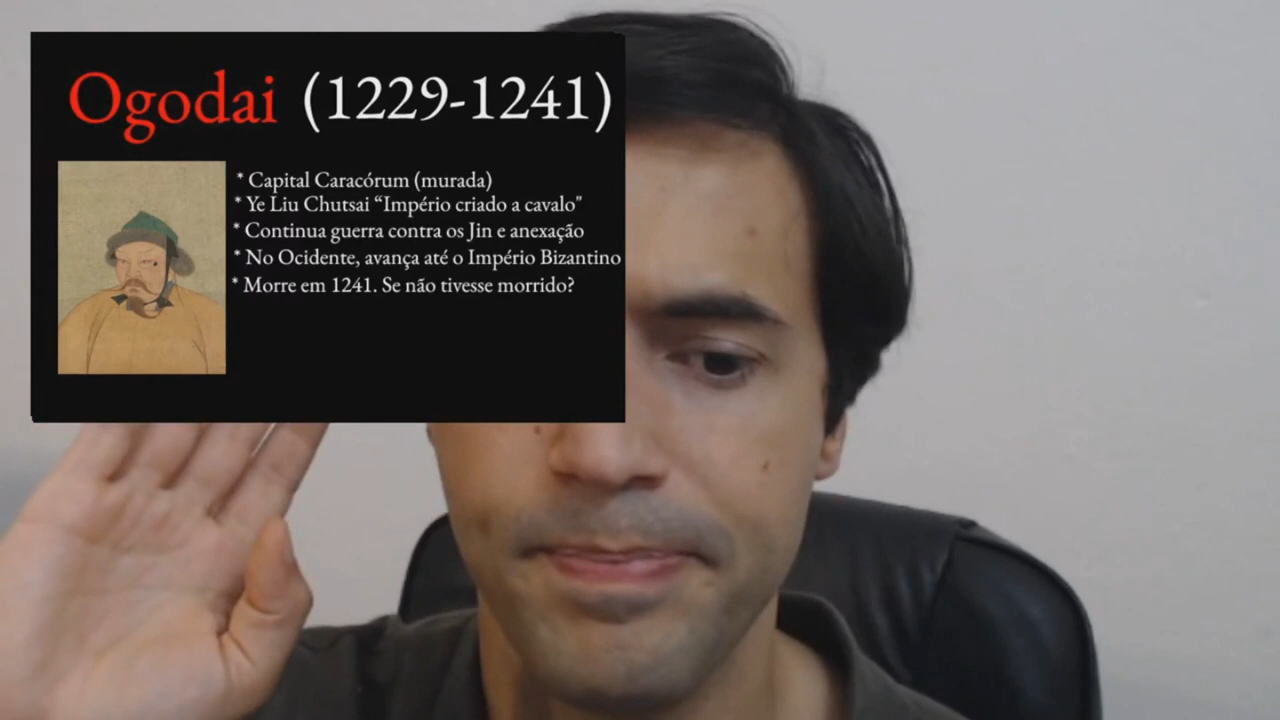 Ogodai (1229-1241)
* Capital Caracórum (murada)
* Ye Liu Chutsai “Império criado a cavalo"
* Continua guerra contra os Jin e anexação
* No Ocidente, avança até o Império Bizantino
* Morre em 1241. Se não tivesse morrido?